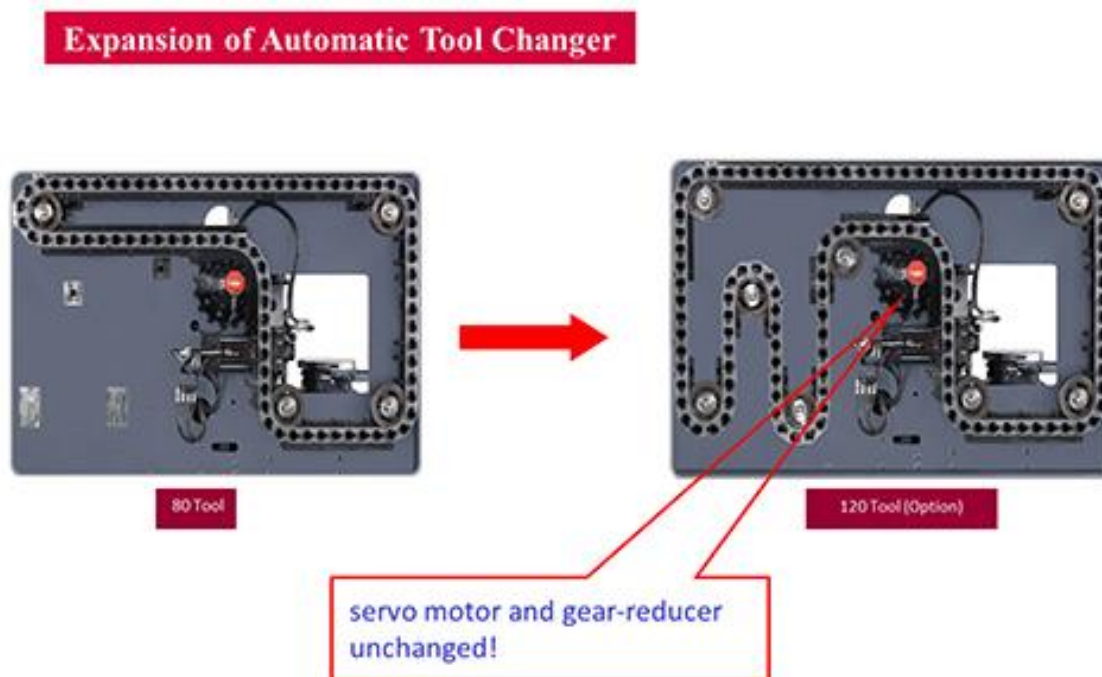 Expansion of Automatic Tool Changer
80 Tool
120 Tool (Option)
servo motor and gear-reducer
unchanged!